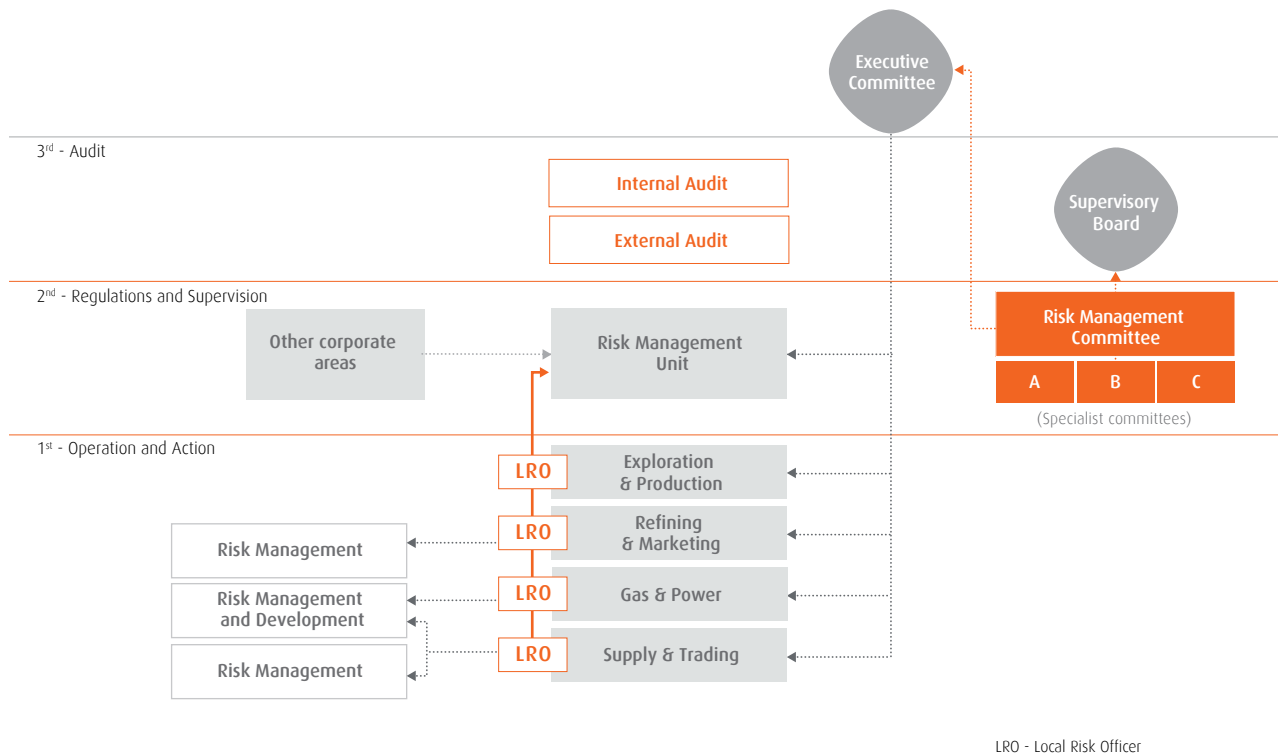 Executive
Committee
3rd - Audit
Internal Audit
External Audit
Supervisory
Board
2nd - Regulations and Supervision
Other corporate
areas
Risk Management
Unit
Risk Management
Committee
A
B
C
(Specialist committees)
1st - Operation and Action
LRO
Exploration
& Production
LRO
Refining
& Marketing
Risk Management
LRO
Gas & Power
Risk Management
and Development
LRO
Supply & Trading
Risk Management
LRO - Local Risk Officer